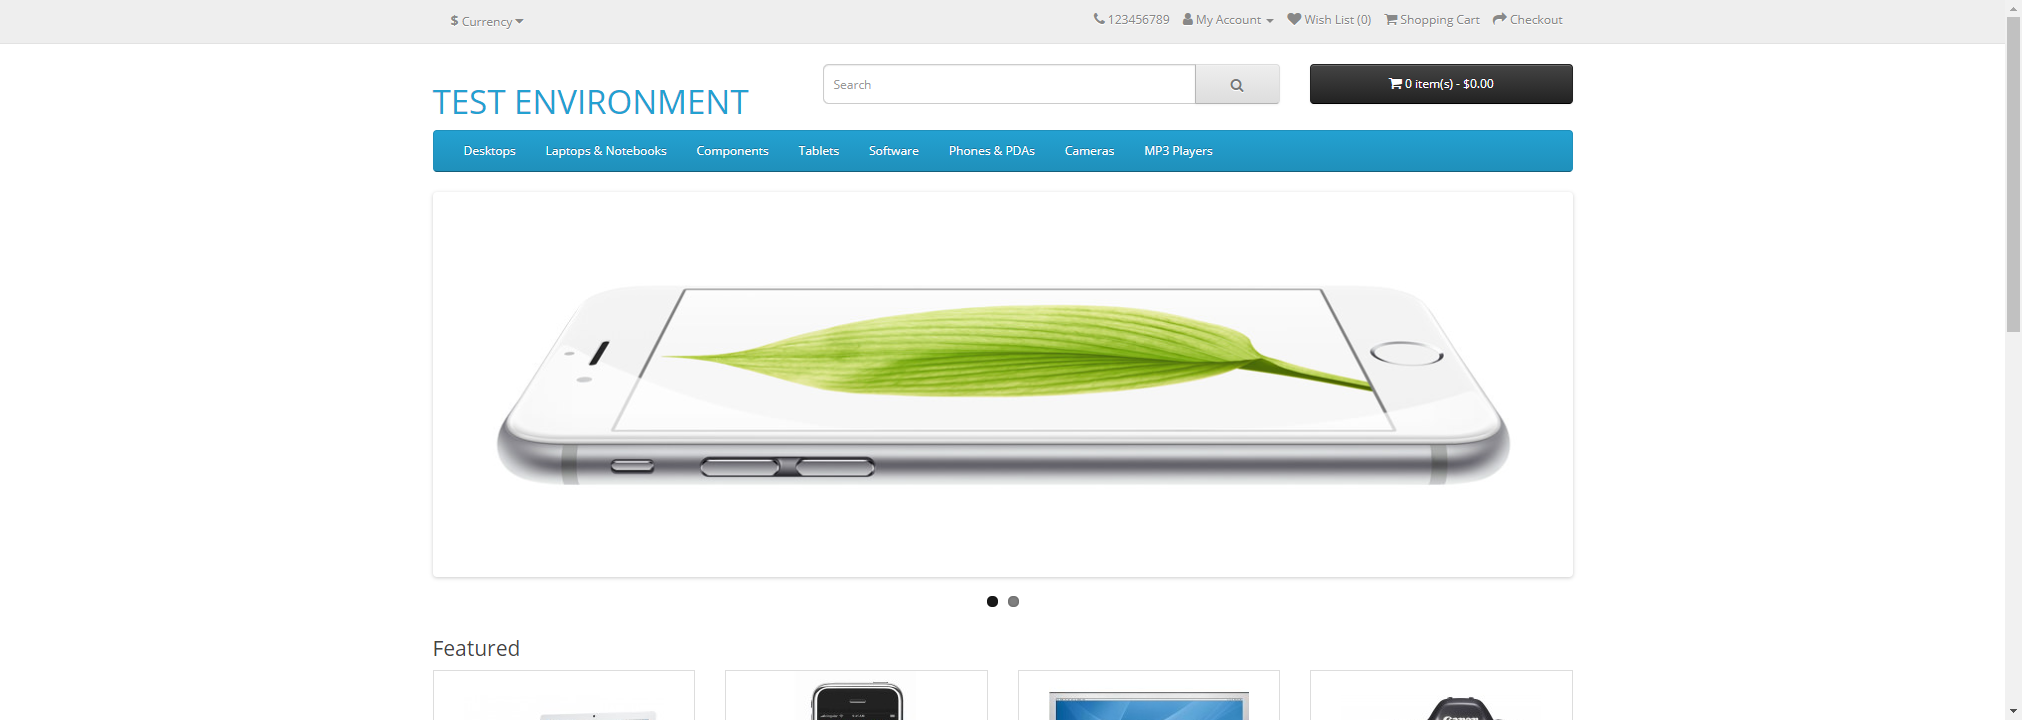 $ Currency
123456789 My Account Wish List (0) Shopping Cart Checkout
TEST ENVIRONMENT
Search
0 item(s) - $0.00
Desktops Laptops & Notebooks Components Tablets Software Phones & PDAs Cameras MP3 Players
Featured
Canon